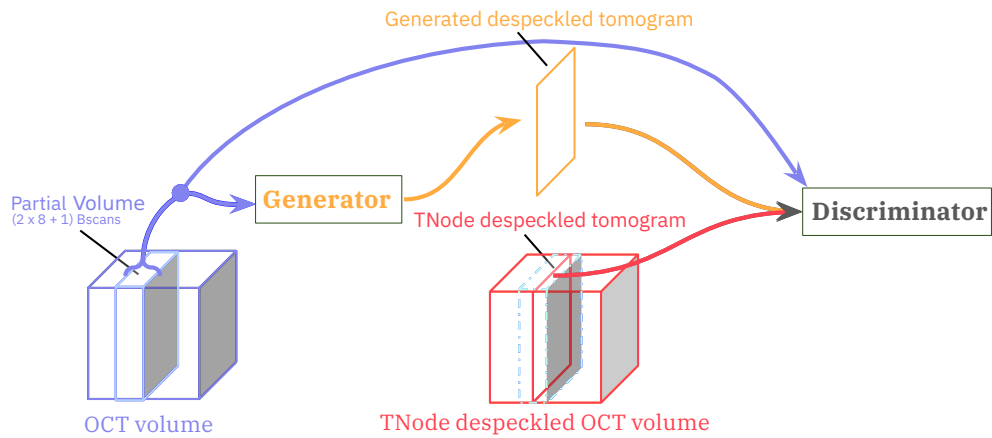 Generated despeckled tomogram
Partial Volume
(2 x 8 + 1) Bscans
Generator
TNode despeckled tomogram
Discriminator
OCT volume
TNode despeckled OCT volume